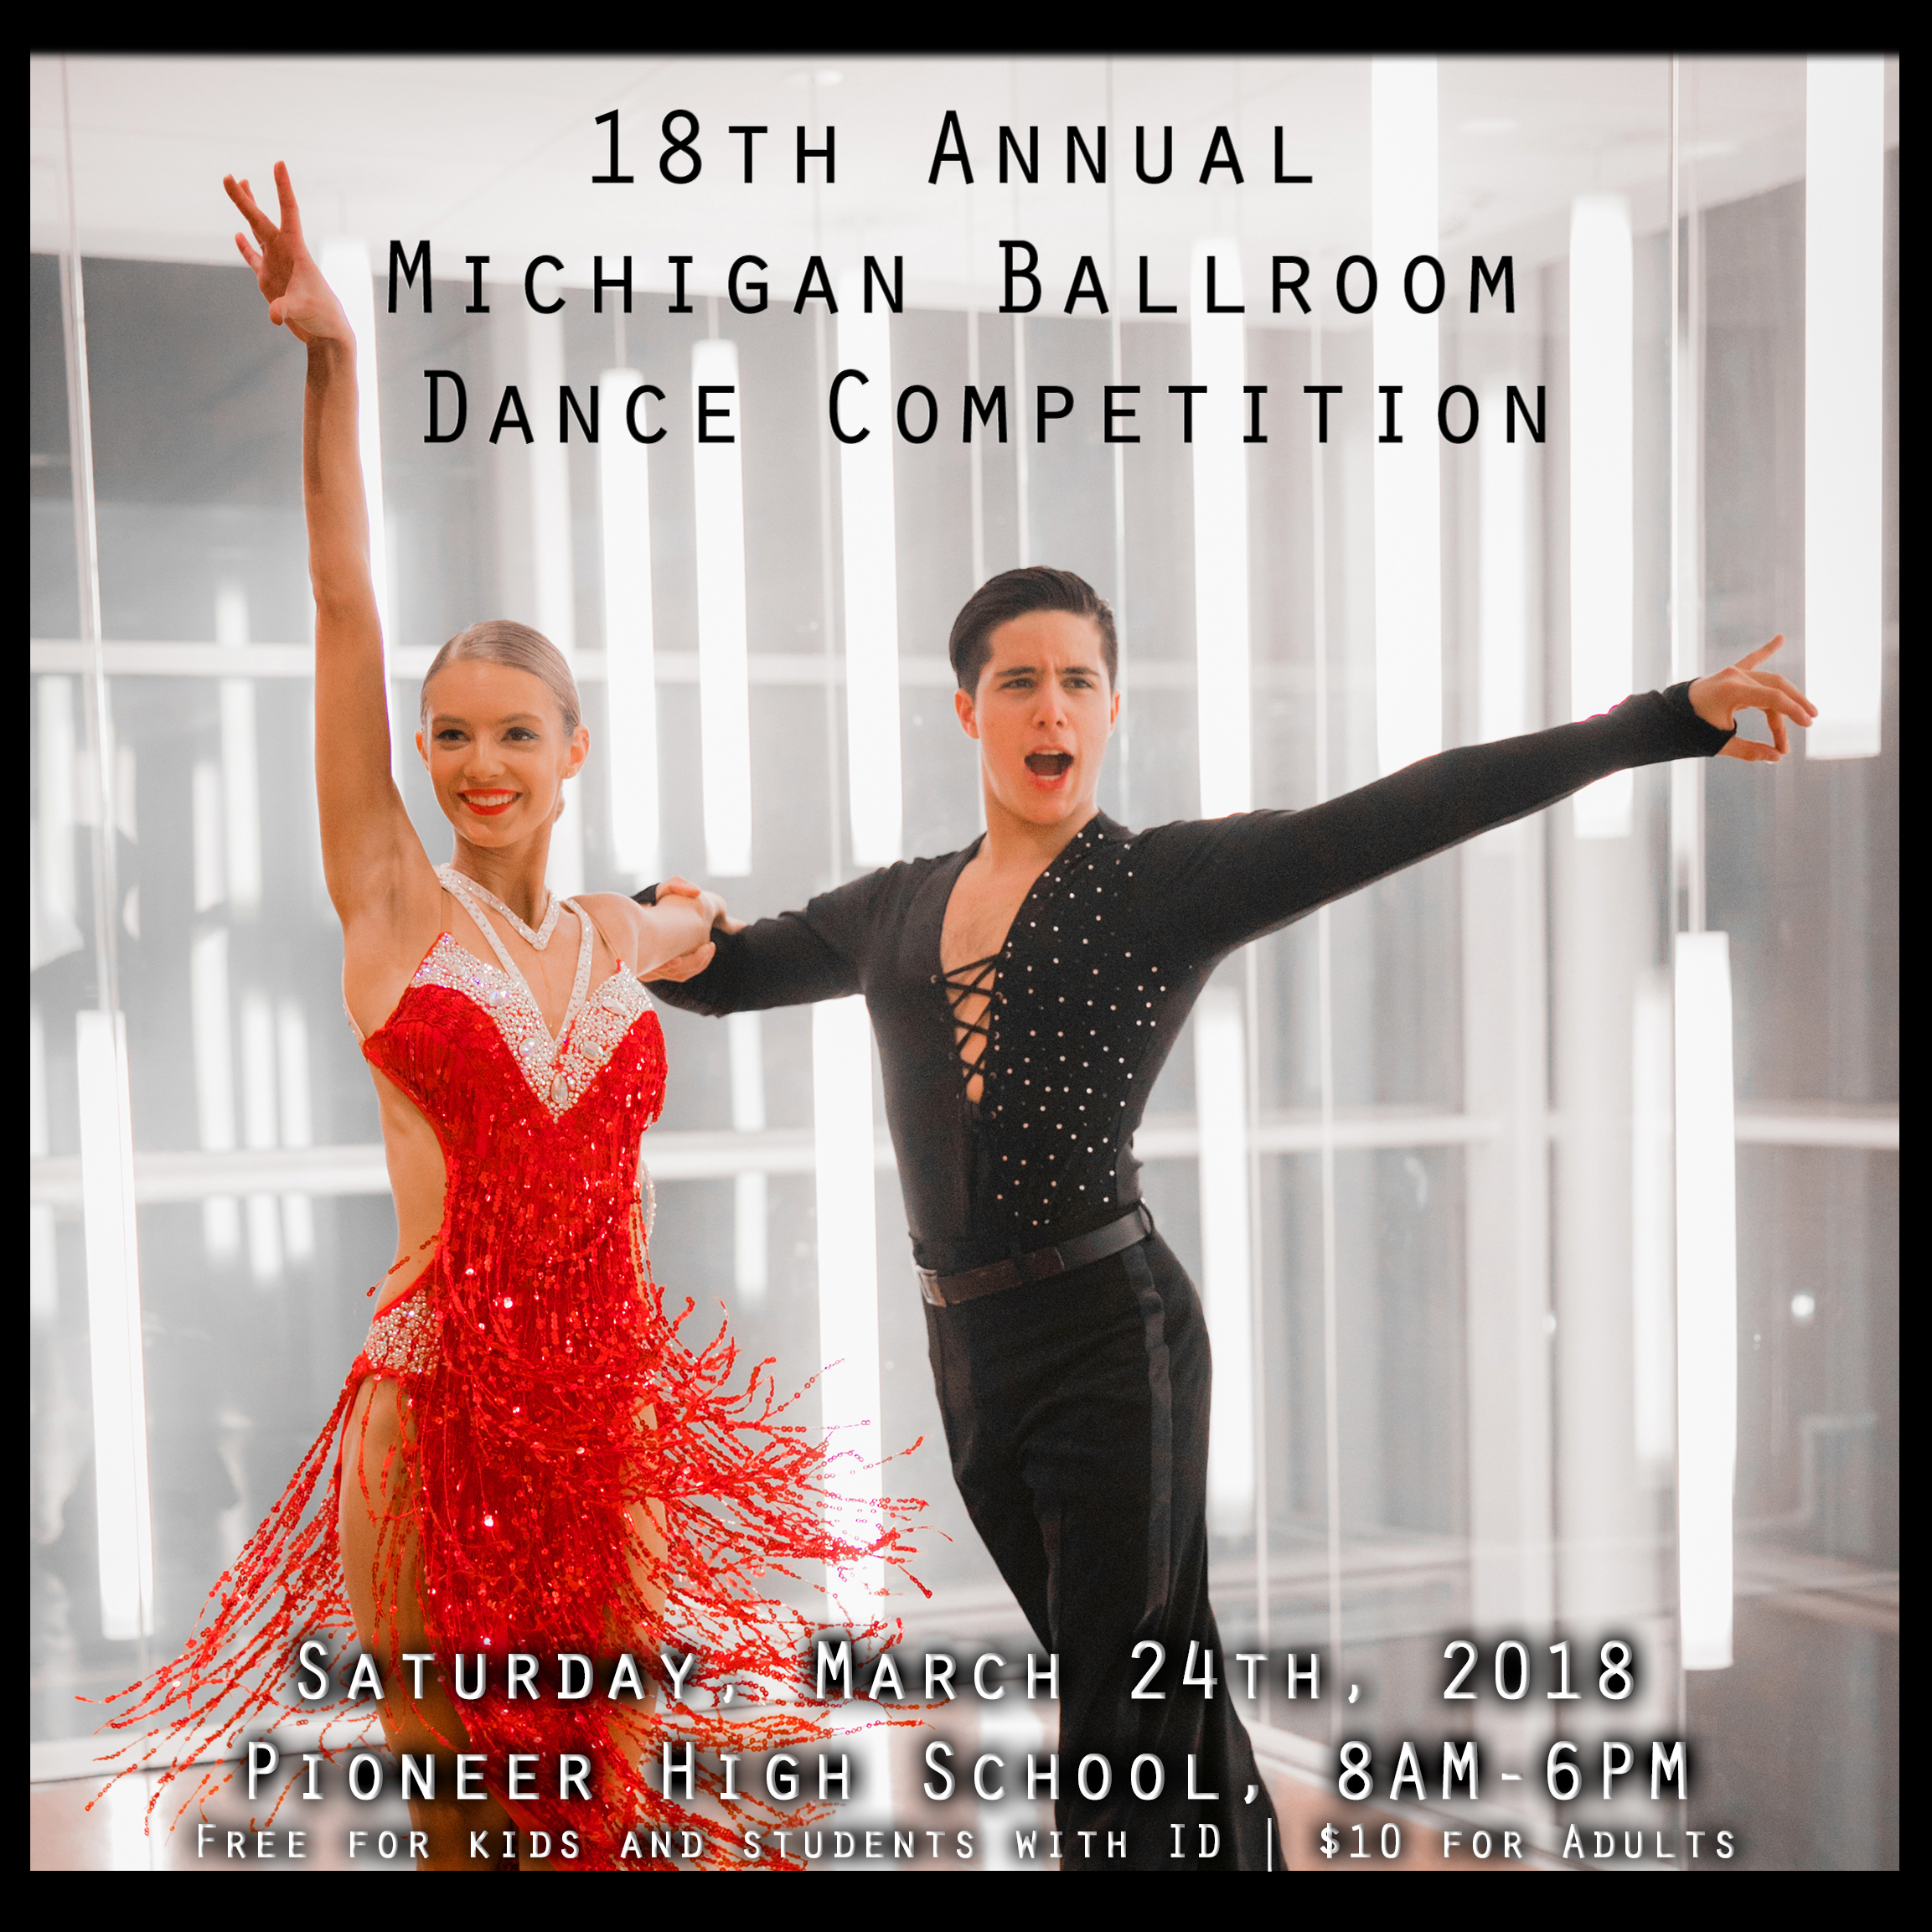 18th Annual
Michigan Ballroom
Dance Competition
Saturday, March 24th, 2018
Pioneer High School, 8AM-6PM
Free for kids and students with ID | $10 for Adults